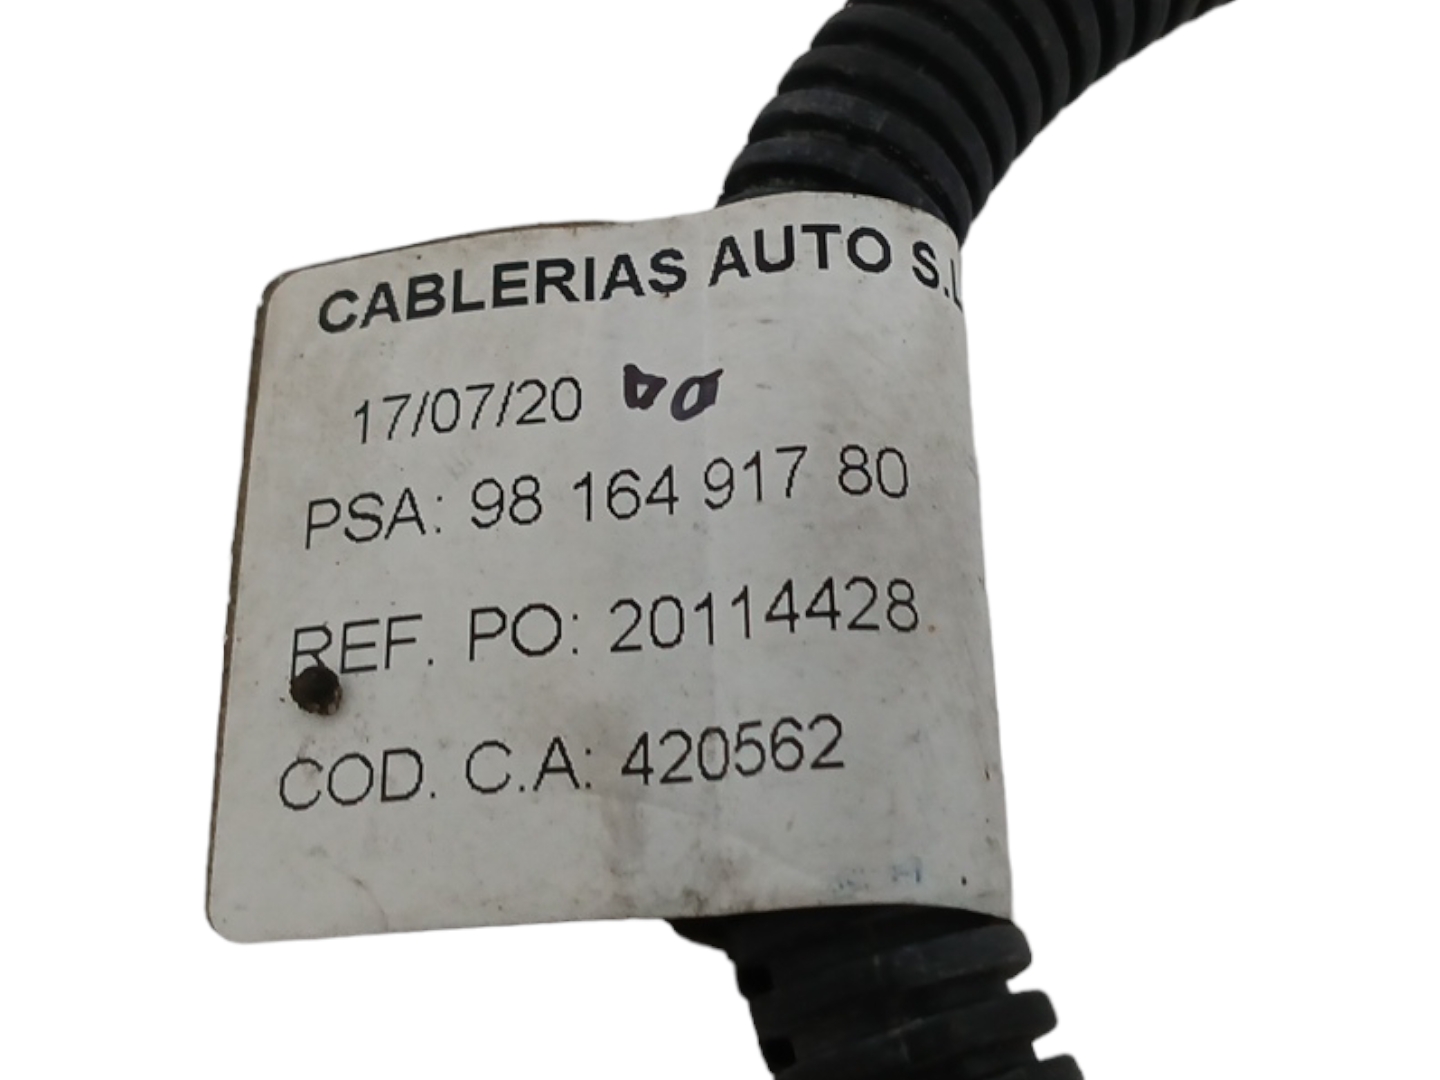 CABLERIAS AUTO S.L
17/07/20
PSA: 98 164 917 80
REF. PO: 20114428
COD. C.A: 420562